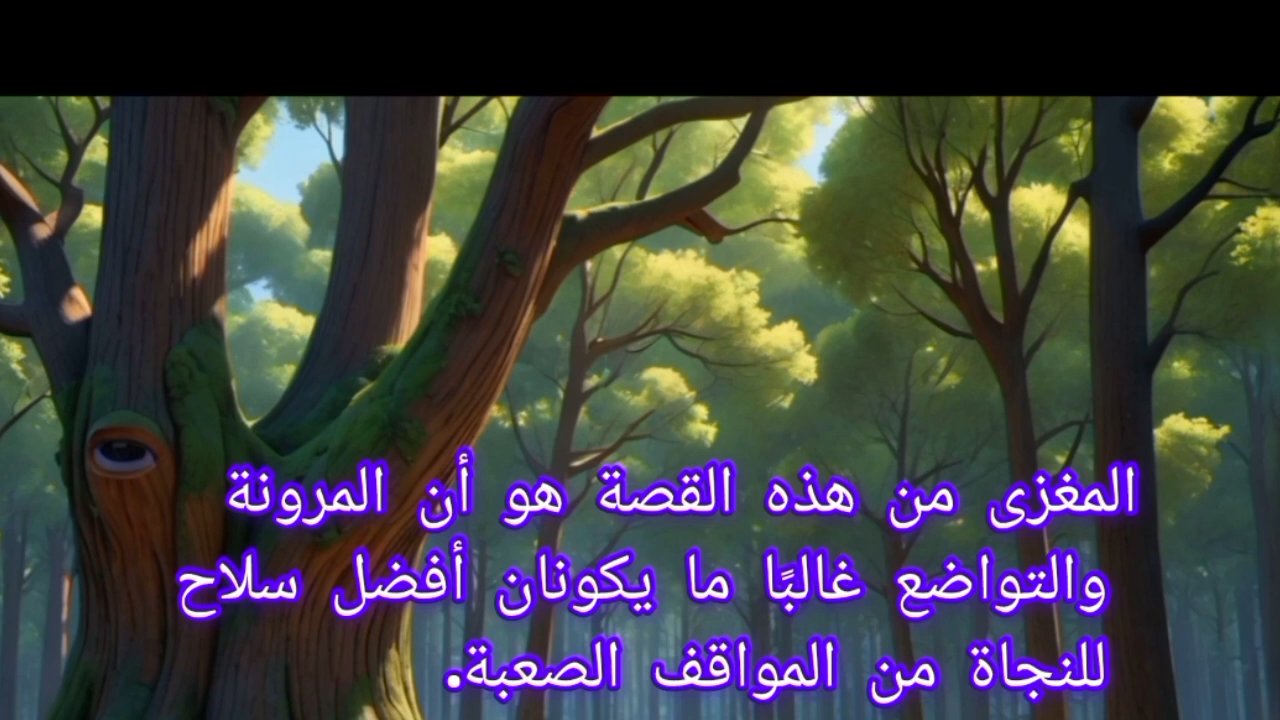 المغزى من هذه القصة هو أن المرونة
والتواضع غالبًا ما يكونان أفضل سلاح
للنجاة من المواقف الصعبة.